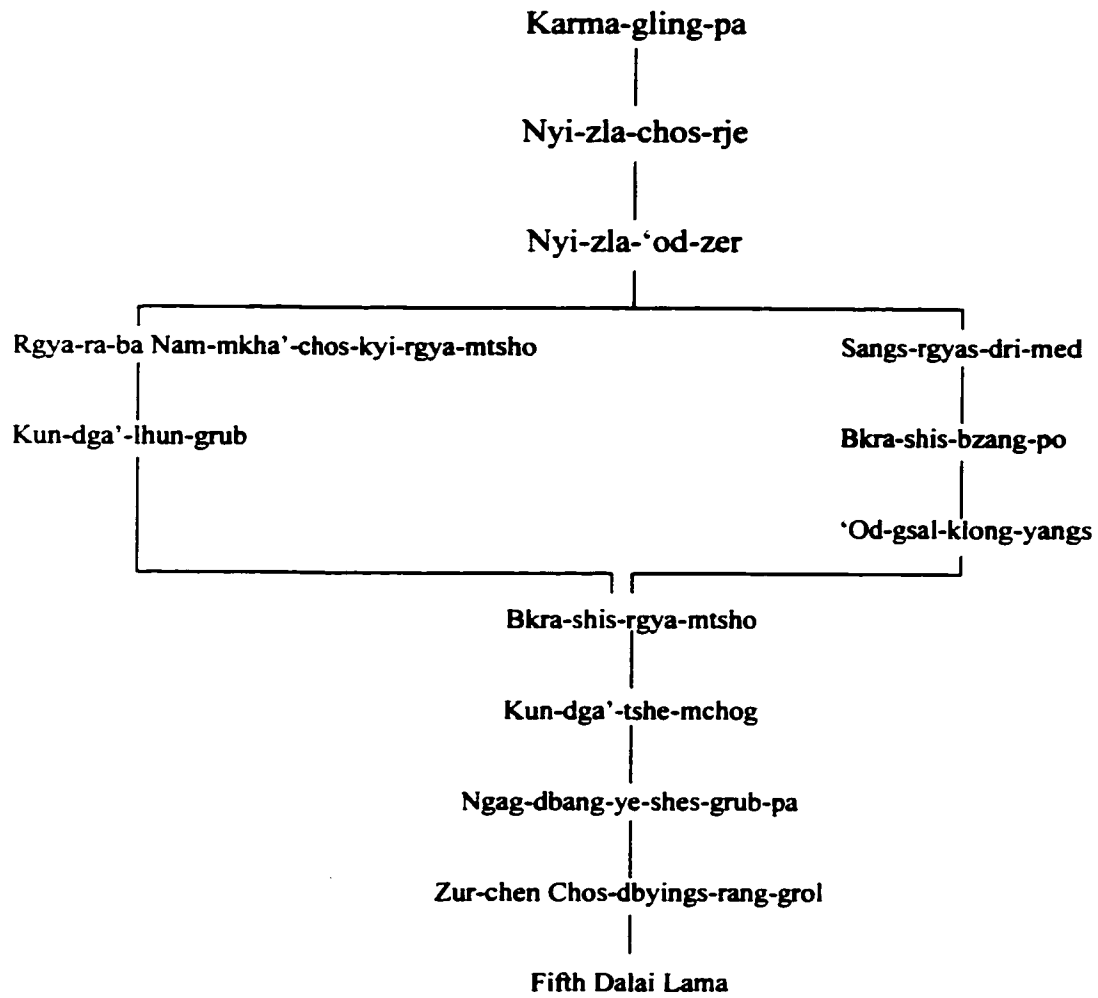 Karma-gling-pa
Nyi-zla-chos-rje
Nyi-zla-‘od-zer
Rgya-ra-ba Nam-mkha’-chos-kyi-rgya-mtsho
Sangs-rgyas-dri-med
Kun-dga’-lhun-grub
Bkra-shis-bzang-po
‘Od-gsal-klong-yangs
Bkra-shis-rgya-mtsho
Kun-dga’-tshe-mchog
Ngag-dbang-ye-shes-grub-pa
Zur-chen Chos-dbyings-rang-grol
Fifth Dalai Lama